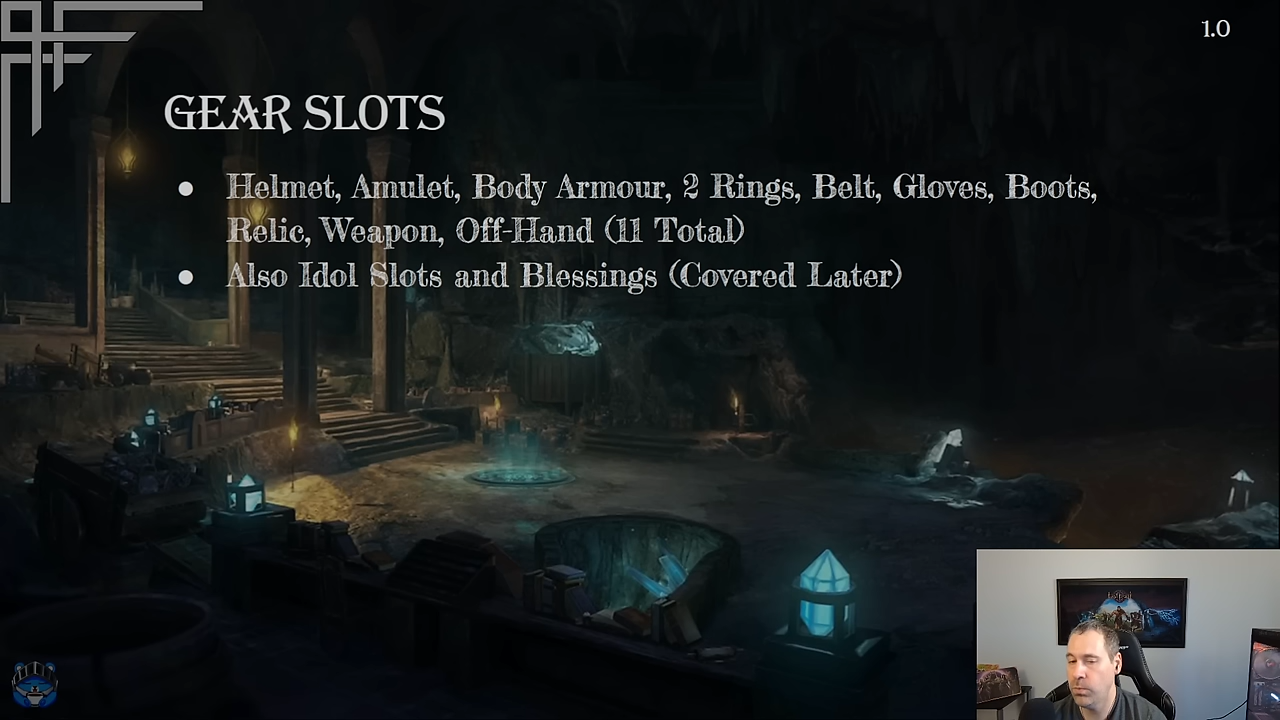 1.0
GEAR SLOTS
● Helmet, Amulet, Body Armour, 2 Rings, Belt, Gloves, Boots,
Relic, Weapon, Off-Hand (11 Total)
● Also Idol Slots and Blessings (Covered Later)